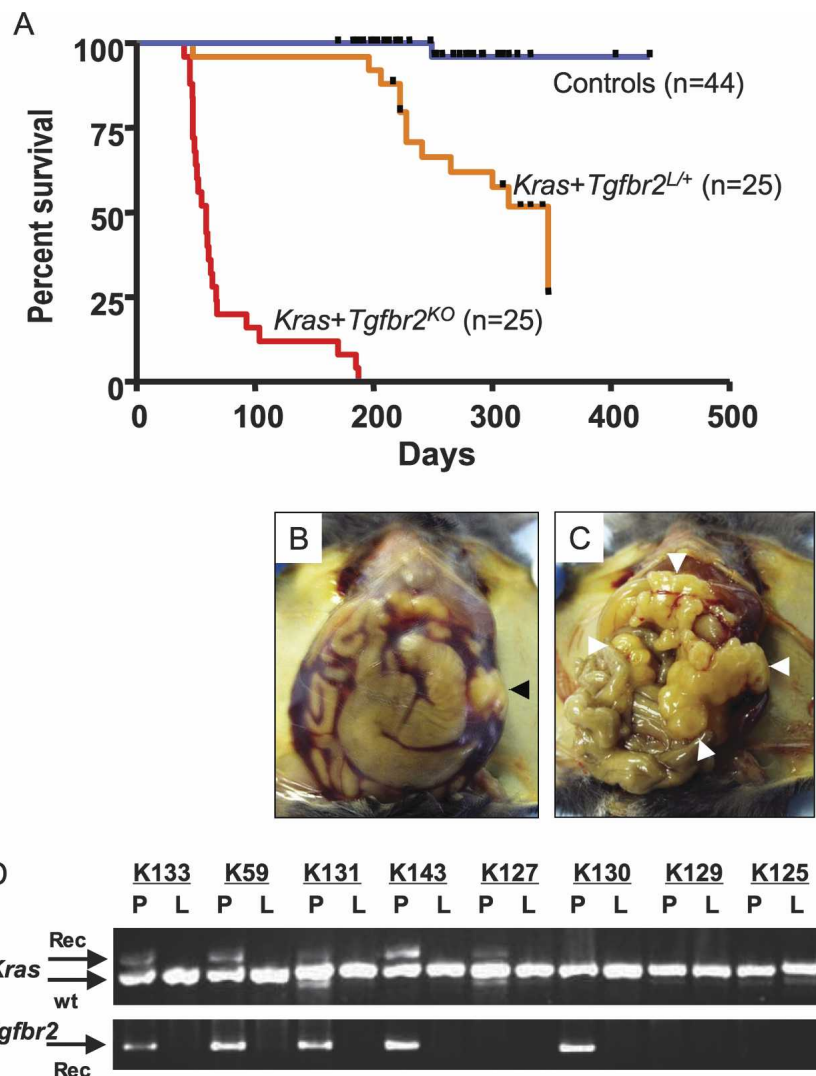 A
100
75
50
25
0
Percent survival
Controls (n=44)
Kras+Tgfbr2L/+ (n=25)
Kras+Tgfbr2KO (n=25)
0 100 200 300 400 500
Days
B
C
D
K133 K59 K131 K143 K127 K130 K129 K125
P L P L P L P L P L P L P L P L
Rec
Kras
wt
gfbr2
Rec